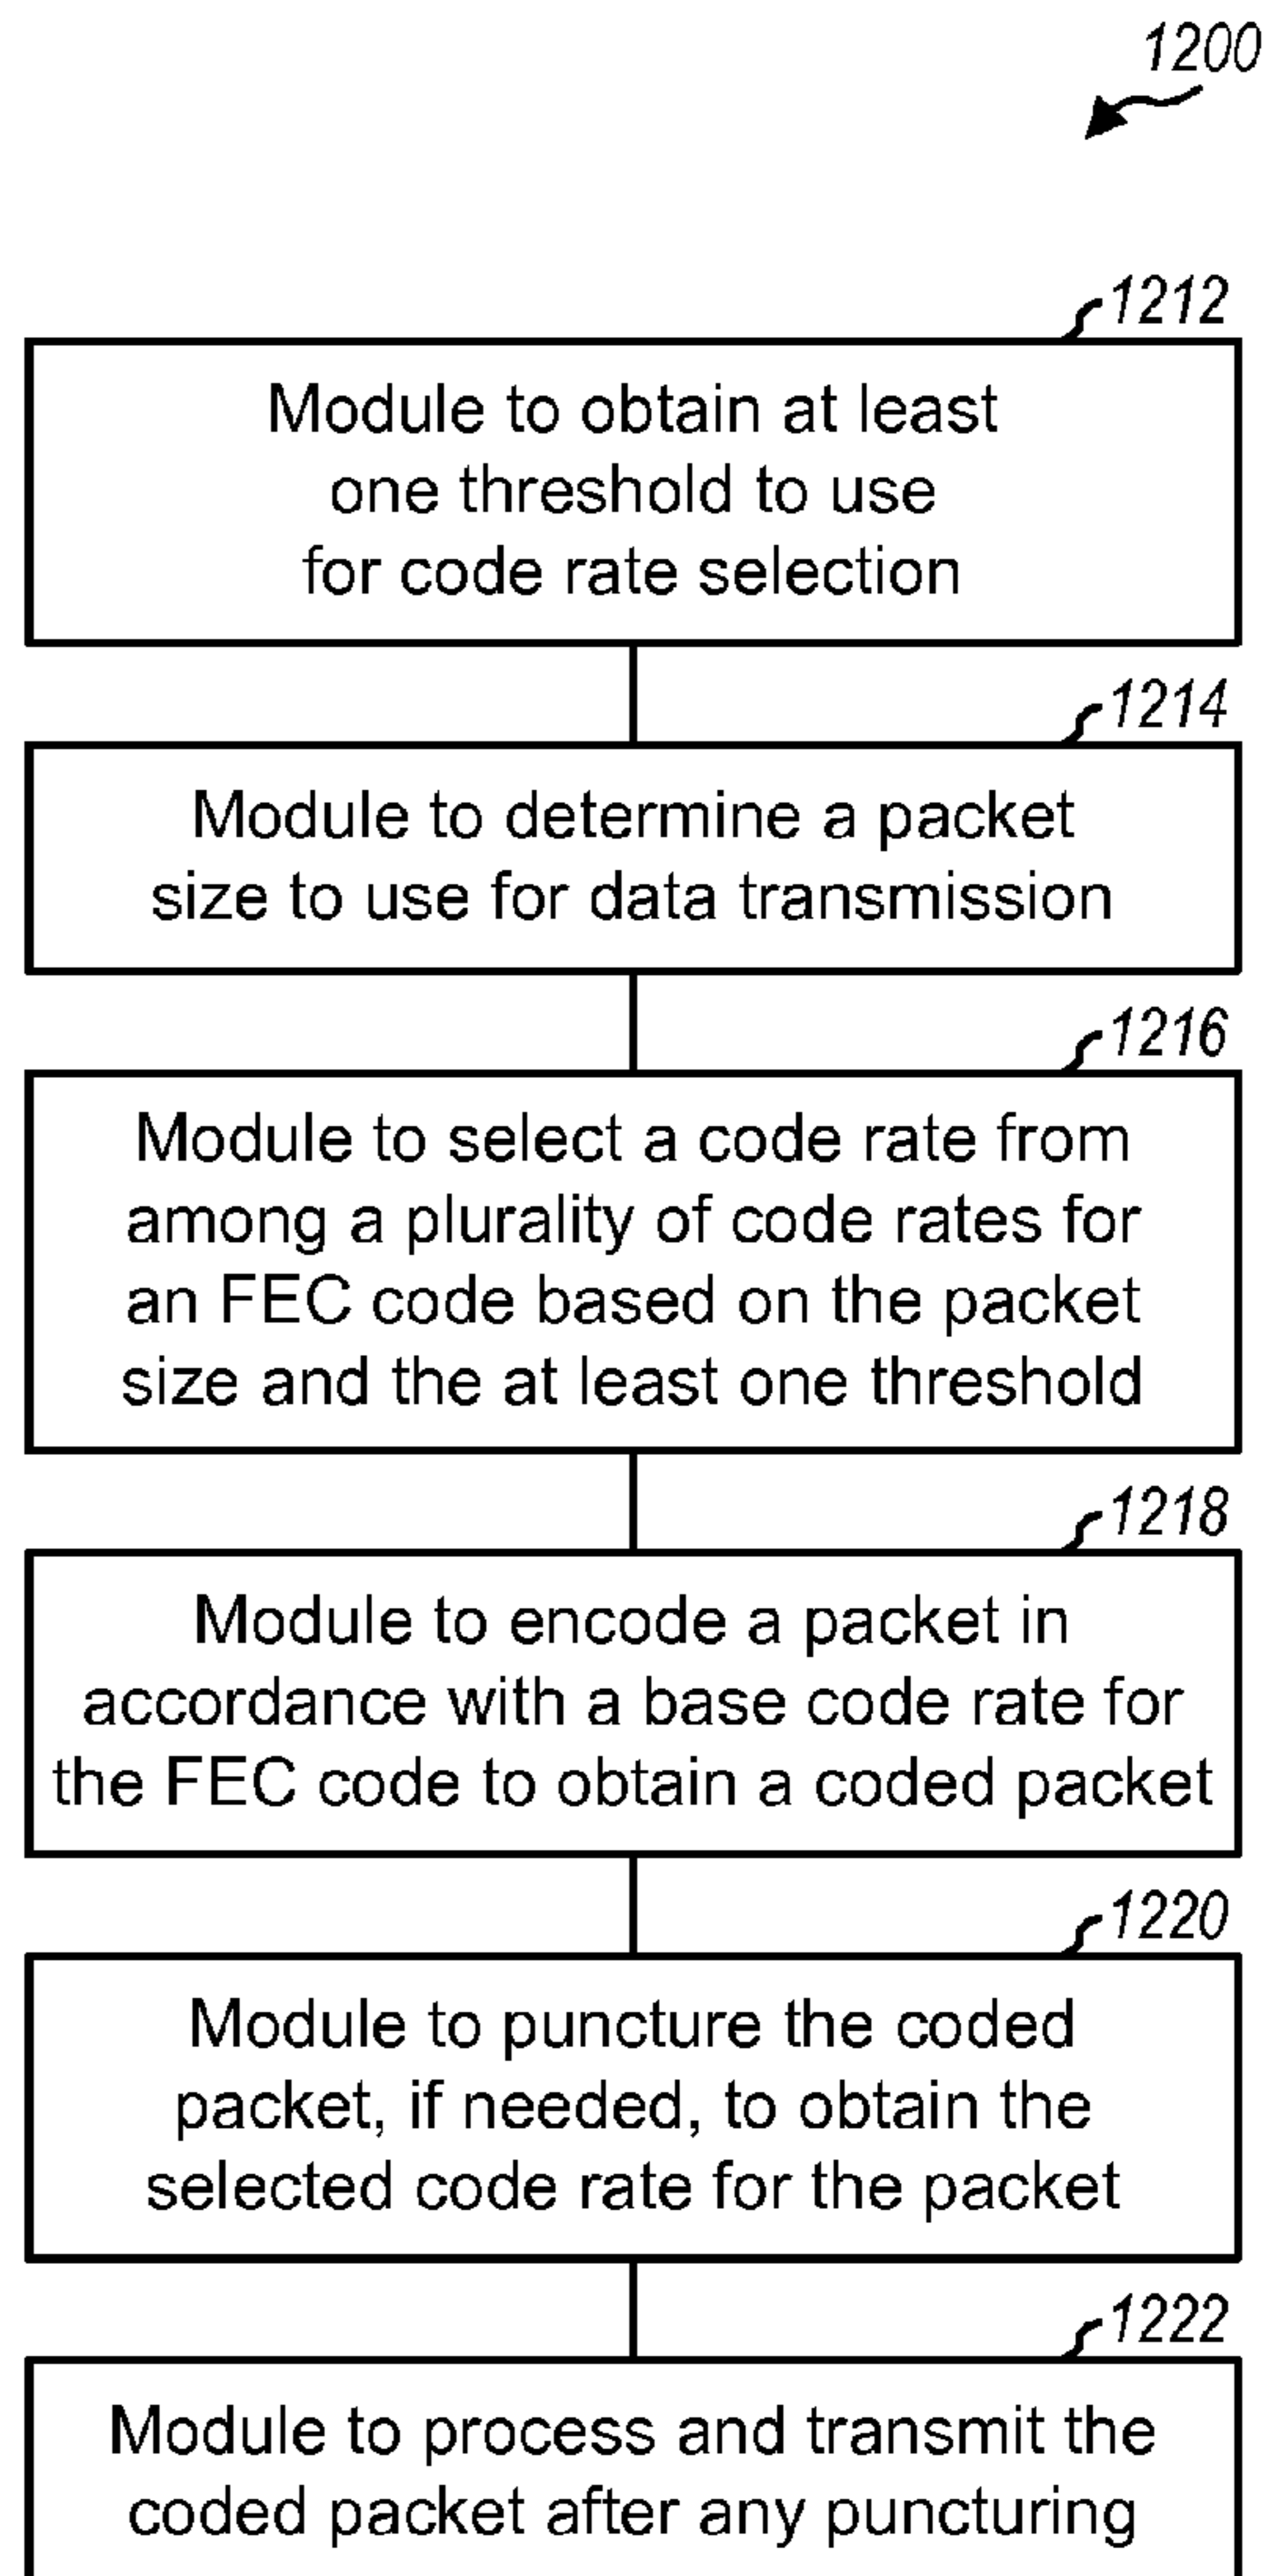 1200
1212
Module to obtain at least
one threshold to use
for code rate selection
1214
Module to determine a packet
size to use for data transmission
1216
Module to select a code rate from
among a plurality of code rates for
an FEC code based on the packet
size and the at least one threshold
1218
Module to encode a packet in
accordance with a base code rate for
the FEC code to obtain a coded packet
1220
Module to puncture the coded
packet, if needed, to obtain the
selected code rate for the packet
1222
Module to process and transmit the
coded packet after any puncturing